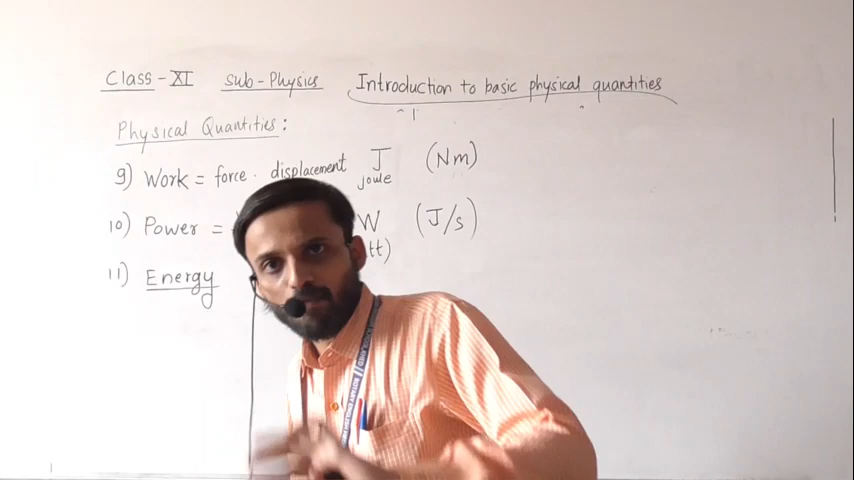 Class - XI Sub - Physics Introduction to basic physical quantities
Physical Quantities :
9) Work = force . displacement J (Nm)
joule
10) Power = W (J/s)
tt)
11) Energy